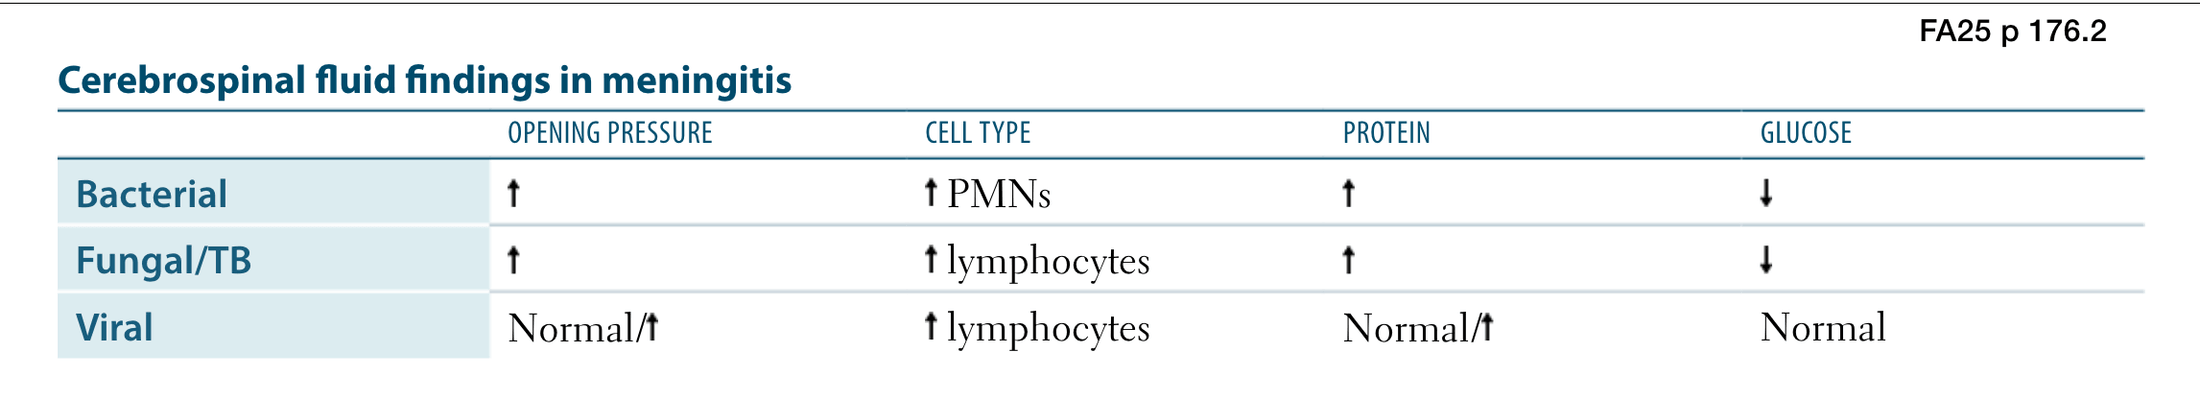 FA25 p 176.2
Cerebrospinal fluid findings in meningitis
OPENING PRESSURE CELL TYPE PROTEIN GLUCOSE
Bacterial ↑ ↑ PMNs ↑ ↓
Fungal/TB ↑ ↑ lymphocytes ↑ ↓
Viral Normal/↑ ↑ lymphocytes Normal/↑ Normal